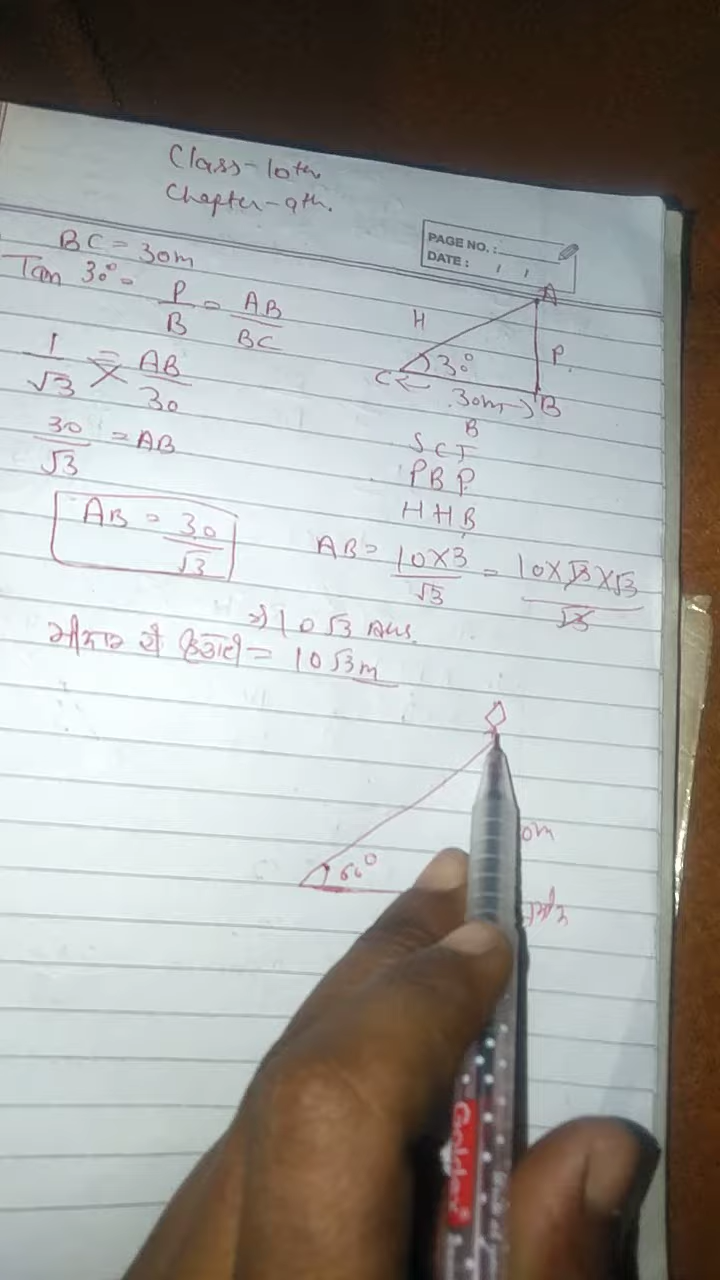 Class-10th
Chapter-9th.
PAGE NO.:
DATE: , ,
BC = 30m
Tan 30° = P/B = AB/BC
1/√3 = AB/30
30/√3 = AB
AB = 30/√3
A
H
30
P.
C
30m
B
B
S C T
P B P
H H B
AB = 10×3/√3 = 10×√3×√3/√3
⇒ 10√3 Ans.
= 10√3m
60°
0m
Golder